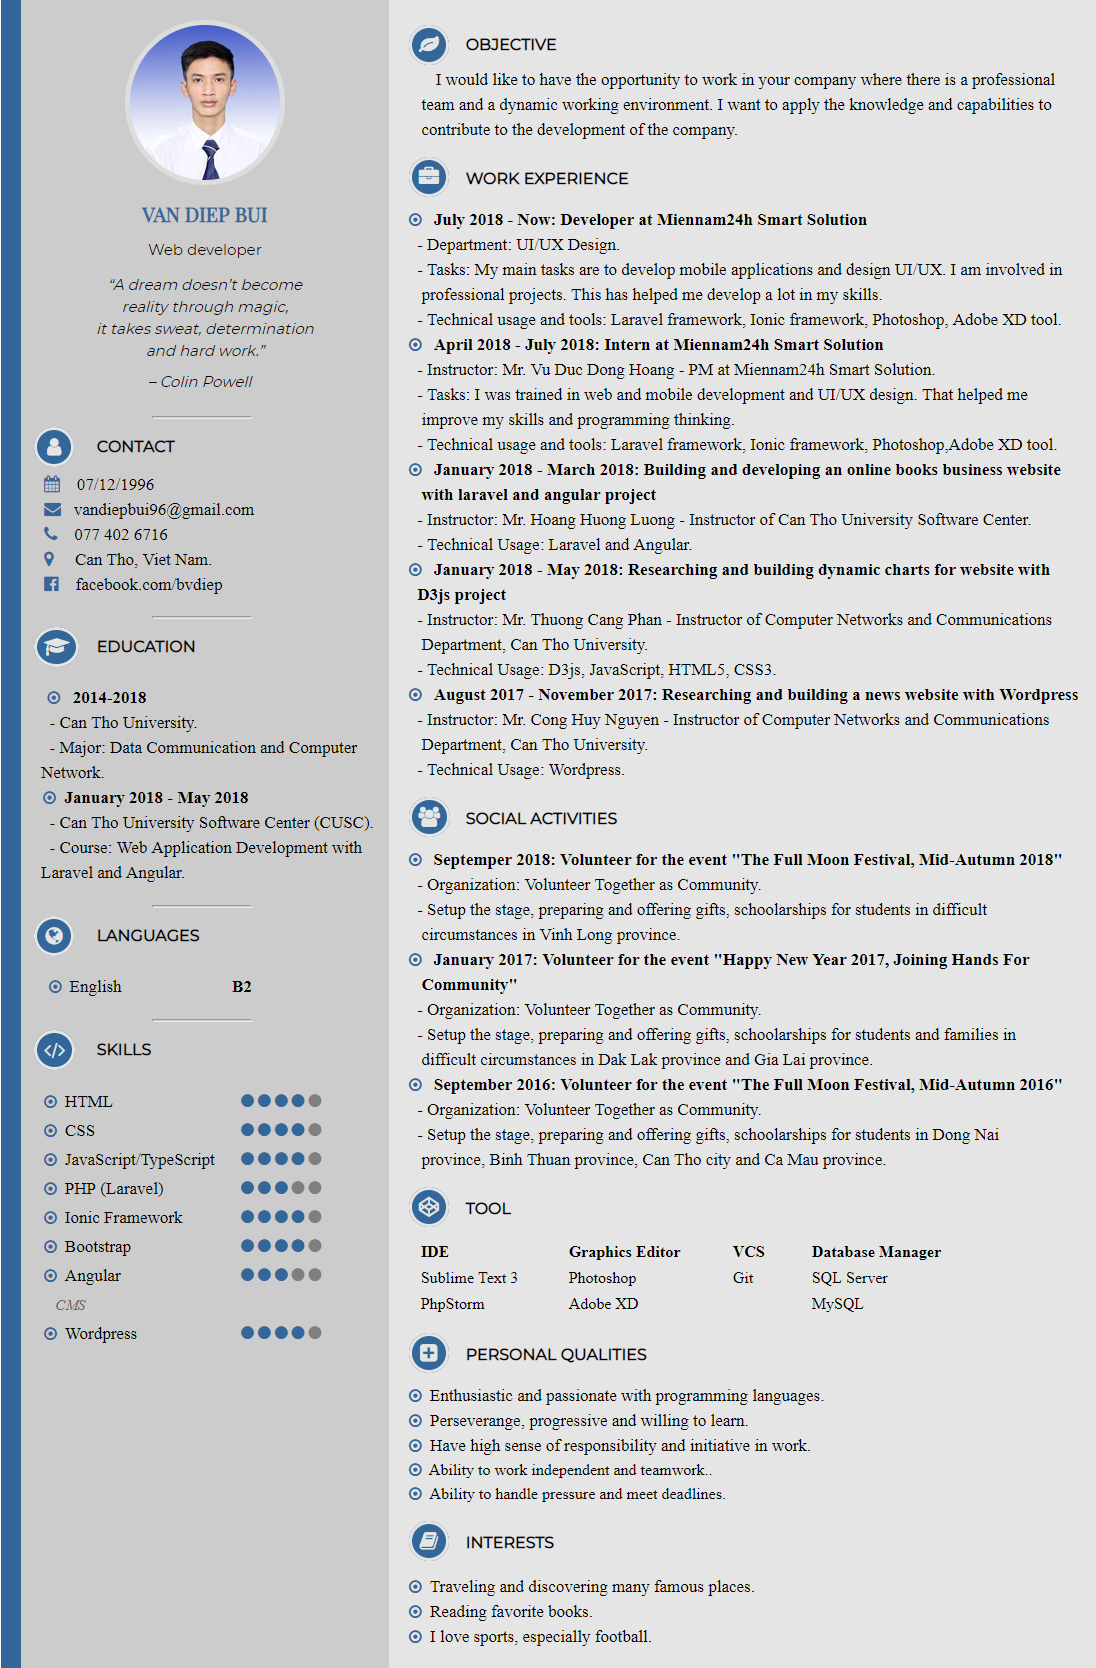 VAN DIEP BUI
Web developer
“A dream doesn’t become
reality through magic,
it takes sweat, determination
and hard work.”
– Colin Powell
CONTACT
07/12/1996
vandiepbui96@gmail.com
077 402 6716
Can Tho, Viet Nam.
facebook.com/bvdiep
EDUCATION
2014-2018
- Can Tho University.
- Major: Data Communication and Computer
Network.
January 2018 - May 2018
- Can Tho University Software Center (CUSC).
- Course: Web Application Development with
Laravel and Angular.
LANGUAGES
English B2
SKILLS
HTML
CSS
JavaScript/TypeScript
PHP (Laravel)
Ionic Framework
Bootstrap
Angular
CMS
Wordpress
OBJECTIVE
I would like to have the opportunity to work in your company where there is a professional
team and a dynamic working environment. I want to apply the knowledge and capabilities to
contribute to the development of the company.
WORK EXPERIENCE
July 2018 - Now: Developer at Miennam24h Smart Solution
- Department: UI/UX Design.
- Tasks: My main tasks are to develop mobile applications and design UI/UX. I am involved in
professional projects. This has helped me develop a lot in my skills.
- Technical usage and tools: Laravel framework, Ionic framework, Photoshop, Adobe XD tool.
April 2018 - July 2018: Intern at Miennam24h Smart Solution
- Instructor: Mr. Vu Duc Dong Hoang - PM at Miennam24h Smart Solution.
- Tasks: I was trained in web and mobile development and UI/UX design. That helped me
improve my skills and programming thinking.
- Technical usage and tools: Laravel framework, Ionic framework, Photoshop,Adobe XD tool.
January 2018 - March 2018: Building and developing an online books business website
with laravel and angular project
- Instructor: Mr. Hoang Huong Luong - Instructor of Can Tho University Software Center.
- Technical Usage: Laravel and Angular.
January 2018 - May 2018: Researching and building dynamic charts for website with
D3js project
- Instructor: Mr. Thuong Cang Phan - Instructor of Computer Networks and Communications
Department, Can Tho University.
- Technical Usage: D3js, JavaScript, HTML5, CSS3.
August 2017 - November 2017: Researching and building a news website with Wordpress
- Instructor: Mr. Cong Huy Nguyen - Instructor of Computer Networks and Communications
Department, Can Tho University.
- Technical Usage: Wordpress.
SOCIAL ACTIVITIES
Septemper 2018: Volunteer for the event "The Full Moon Festival, Mid-Autumn 2018"
- Organization: Volunteer Together as Community.
- Setup the stage, preparing and offering gifts, schoolarships for students in difficult
circumstances in Vinh Long province.
January 2017: Volunteer for the event "Happy New Year 2017, Joining Hands For
Community"
- Organization: Volunteer Together as Community.
- Setup the stage, preparing and offering gifts, schoolarships for students and families in
difficult circumstances in Dak Lak province and Gia Lai province.
September 2016: Volunteer for the event "The Full Moon Festival, Mid-Autumn 2016"
- Organization: Volunteer Together as Community.
- Setup the stage, preparing and offering gifts, schoolarships for students in Dong Nai
province, Binh Thuan province, Can Tho city and Ca Mau province.
TOOL
IDE Graphics Editor VCS Database Manager
Sublime Text 3 Photoshop Git SQL Server
PhpStorm Adobe XD MySQL
PERSONAL QUALITIES
Enthusiastic and passionate with programming languages.
Perseverange, progressive and willing to learn.
Have high sense of responsibility and initiative in work.
Ability to work independent and teamwork..
Ability to handle pressure and meet deadlines.
INTERESTS
Traveling and discovering many famous places.
Reading favorite books.
I love sports, especially football.